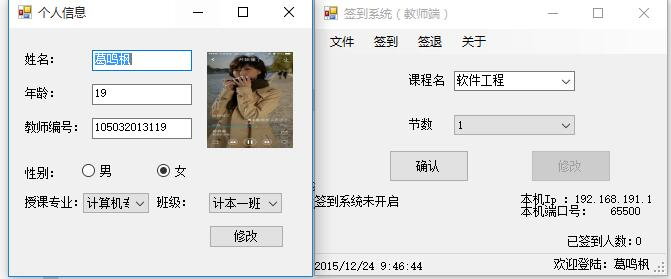 个人信息
姓名： 葛鸣枫
年龄： 19
教师编号： 105032013119
性别： 男 女
授课专业： 计算机专 班级： 计本一班
修改
签到系统（教师端）
文件 签到 签退 关于
课程名 软件工程
节数 1
确认 修改
签到系统未开启
本机Ip : 192.168.191.1
本机端口号： 65500
已签到人数:0
2015/12/24 9:46:44 欢迎登陆：葛鸣枫